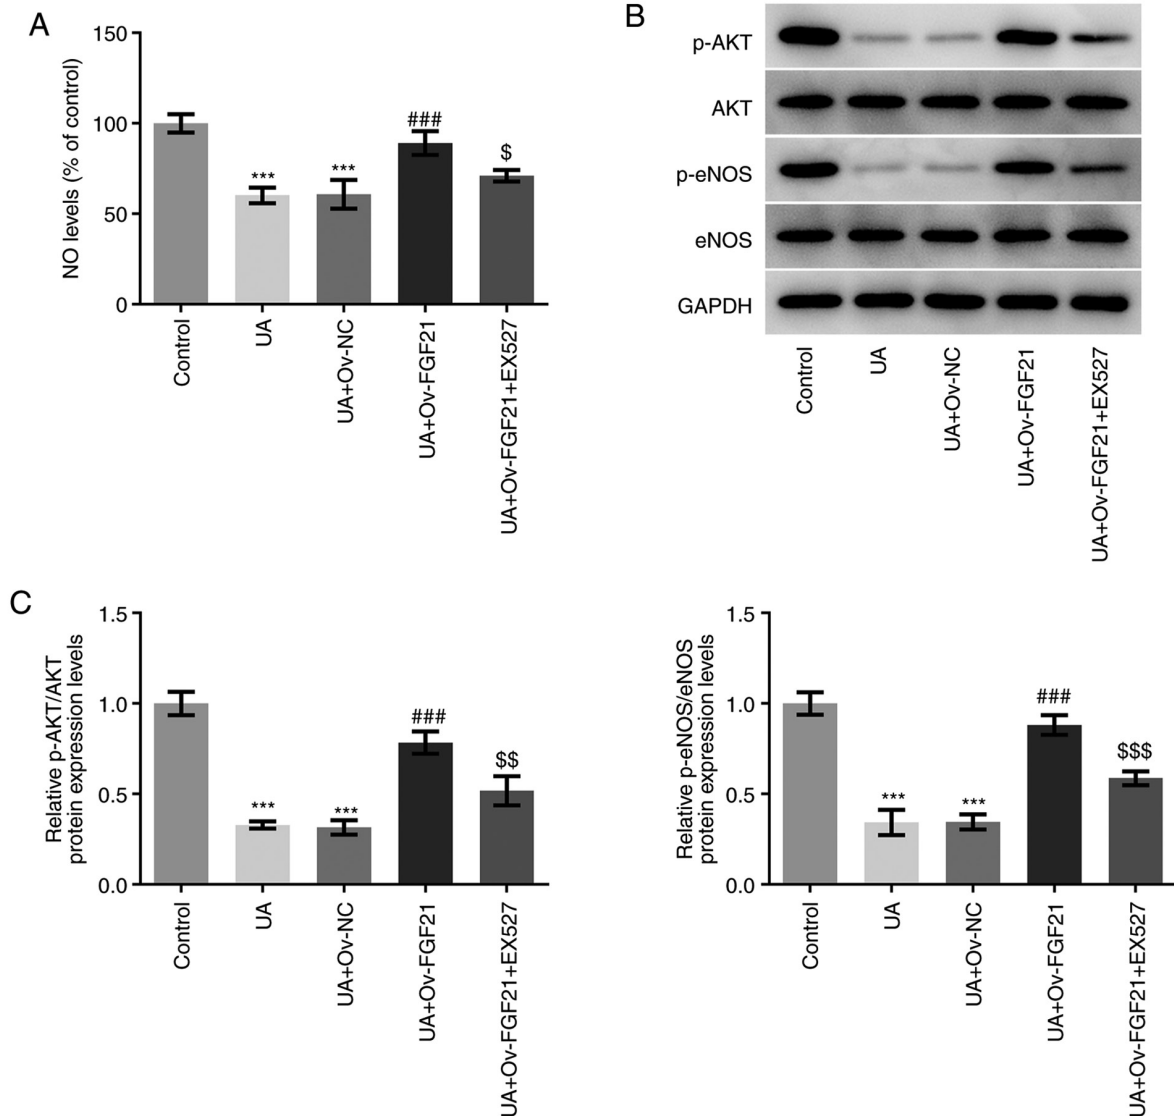 A
NO levels (% of control)
150
100
50
0
***
***
###
$
Control
UA
UA+Ov-NC
UA+Ov-FGF21
UA+Ov-FGF21+EX527
B
p-AKT
AKT
p-eNOS
eNOS
GAPDH
Control
UA
UA+Ov-NC
UA+Ov-FGF21
UA+Ov-FGF21+EX527
C
Relative p-AKT/AKT
protein expression levels
1.5
1.0
0.5
0.0
***
***
###
$$
Control
UA
UA+Ov-NC
UA+Ov-FGF21
UA+Ov-FGF21+EX527
Relative p-eNOS/eNOS
protein expression levels
1.5
1.0
0.5
0.0
***
***
###
$$$
Control
UA
UA+Ov-NC
UA+Ov-FGF21
UA+Ov-FGF21+EX527